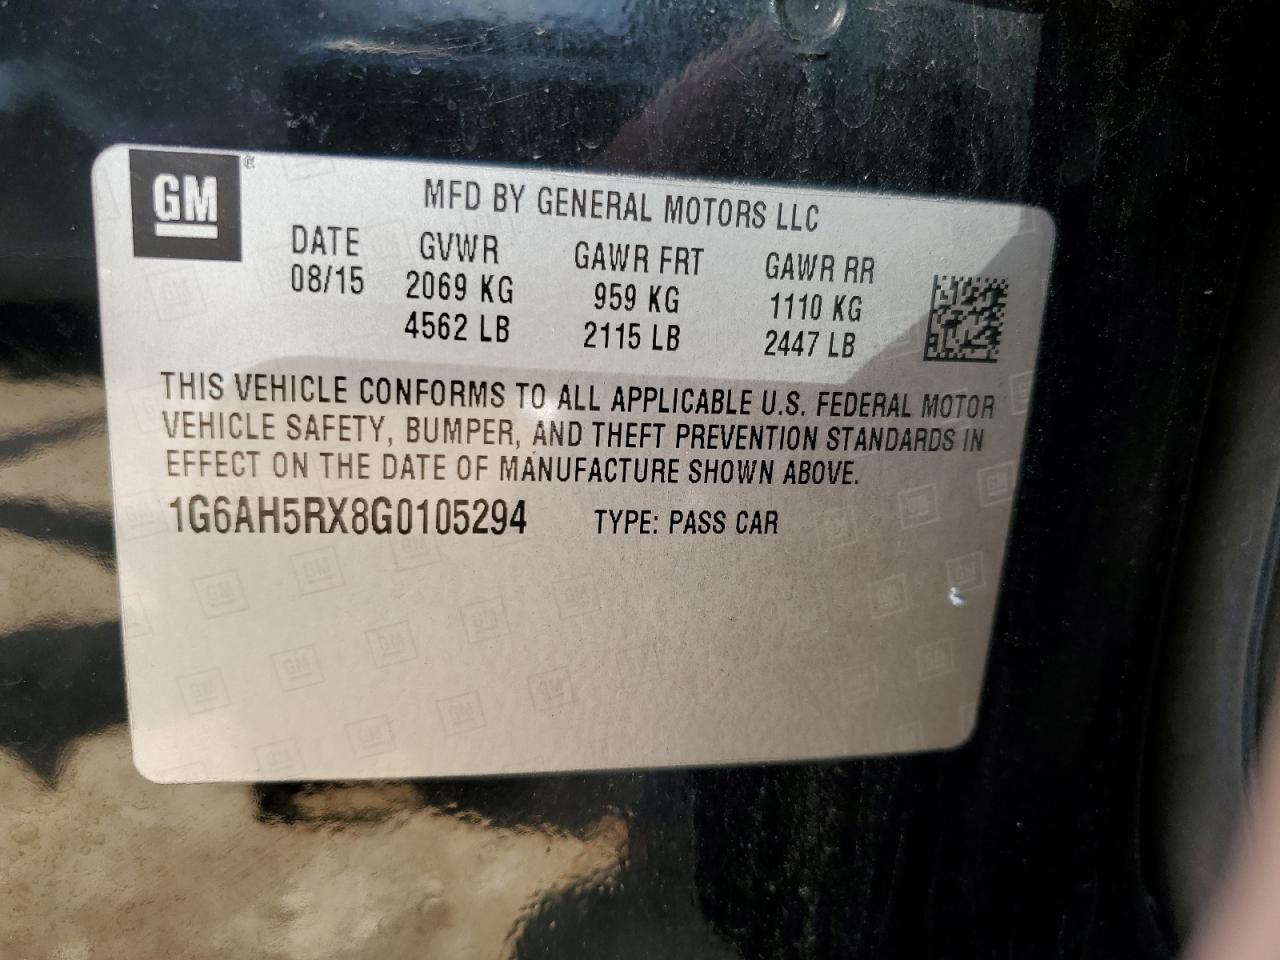 GM
MFD BY GENERAL MOTORS LLC
DATE GVWR GAWR FRT GAWR RR
08/15 2069 KG 959 KG 1110 KG
4562 LB 2115 LB 2447 LB
THIS VEHICLE CONFORMS TO ALL APPLICABLE U.S. FEDERAL MOTOR
VEHICLE SAFETY, BUMPER, AND THEFT PREVENTION STANDARDS IN
EFFECT ON THE DATE OF MANUFACTURE SHOWN ABOVE.
1G6AH5RX8G0105294 TYPE: PASS CAR